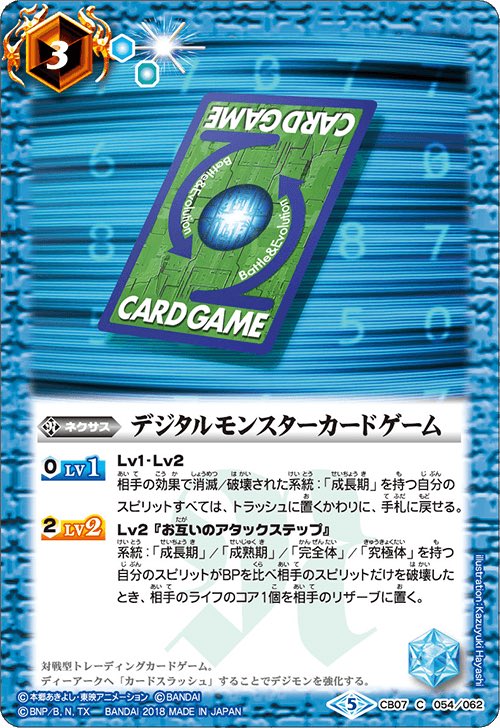 3
CARD GAME
Battle&Evolution
Battle&Evolution
CARD GAME
ネクサス
デジタルモンスターカードゲーム
0 LV1
Lv1・Lv2
相手の効果で消滅/破壊された系統:「成長期」を持つ自分の
スピリットすべては、トラッシュに置くかわりに、手札に戻せる。
2 LV2
Lv2『お互いのアタックステップ』
系統:「成長期」/「成熟期」/「完全体」/「究極体」を持つ
自分のスピリットがBPを比べ相手のスピリットだけを破壊した
とき、相手のライフのコア1個を相手のリザーブに置く。
対戦型トレーディングカードゲーム。
ディーアークへ「カードスラッシュ」することでデジモンを強化する。
illustration:Kazuyuki Hayashi
©本郷あきよし・東映アニメーション ©BANDAI
©BNP/B, N, TX BANDAI 2018 MADE IN JAPAN
5 CB07 C 054/062